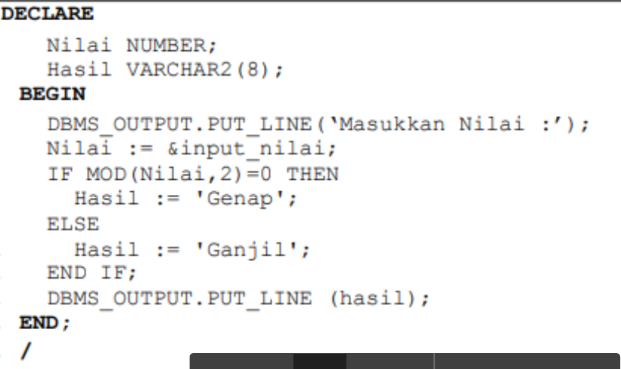 DECLARE
Nilai NUMBER;
Hasil VARCHAR2(8);
BEGIN
DBMS_OUTPUT.PUT_LINE(‘Masukkan Nilai :’);
Nilai := &input_nilai;
IF MOD(Nilai,2)=0 THEN
Hasil := 'Genap';
ELSE
Hasil := 'Ganjil';
END IF;
DBMS_OUTPUT.PUT_LINE (hasil);
END;
/